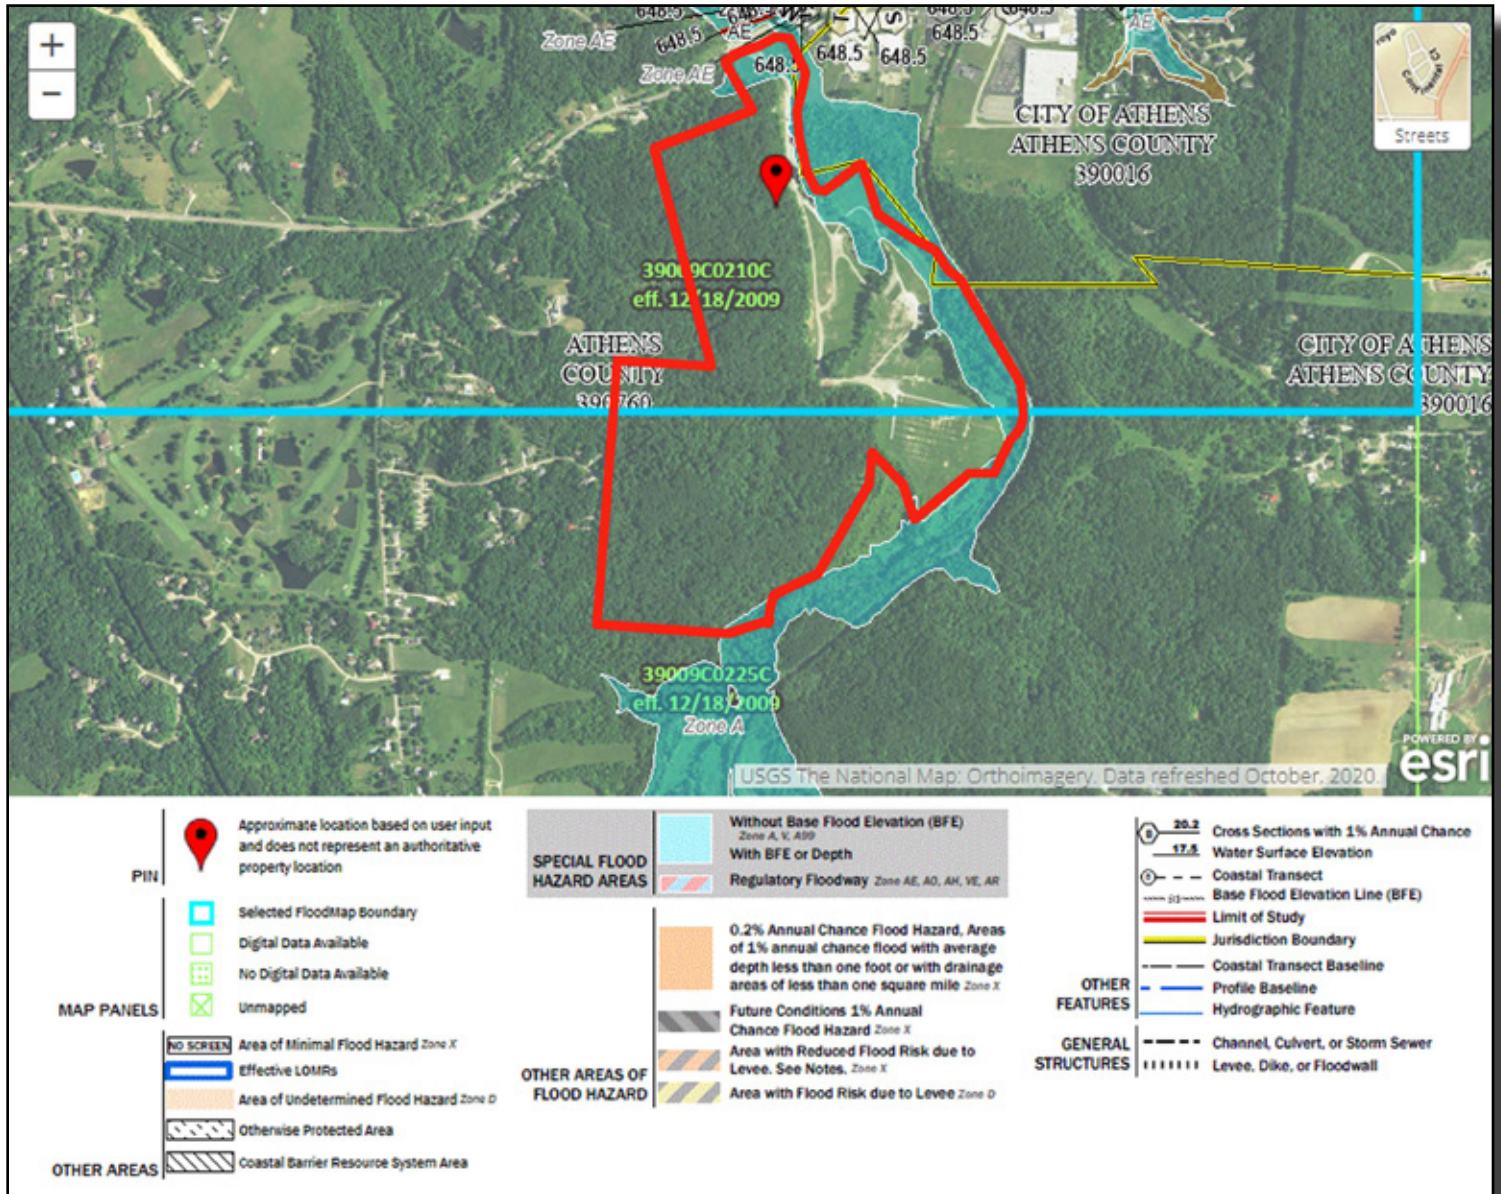 +
−
Zone AE
648.5
648.5
AE
648.5
648.5
648.5
AE
Zone AE
648.5
648.5
648.5
T
S
CITY OF ATHENS
ATHENS COUNTY
390016
Streets
39009C0210C
eff. 12/18/2009
ATHENS
COUNTY
390760
CITY OF ATHENS
ATHENS COUNTY
390016
39009C0225C
eff. 12/18/2009
Zone A
POWERED BY
esri
USGS The National Map: Orthoimagery. Data refreshed October, 2020.
PIN
Approximate location based on user input
and does not represent an authoritative
property location
MAP PANELS
Selected FloodMap Boundary
Digital Data Available
No Digital Data Available
Unmapped
OTHER AREAS
NO SCREEN Area of Minimal Flood Hazard Zone X
Effective LOMRs
Area of Undetermined Flood Hazard Zone D
Otherwise Protected Area
Coastal Barrier Resource System Area
SPECIAL FLOOD
HAZARD AREAS
Without Base Flood Elevation (BFE)
Zone A, V, A99
With BFE or Depth
Regulatory Floodway Zone AE, AO, AH, VE, AR
OTHER AREAS OF
FLOOD HAZARD
0.2% Annual Chance Flood Hazard, Areas
of 1% annual chance flood with average
depth less than one foot or with drainage
areas of less than one square mile Zone X
Future Conditions 1% Annual
Chance Flood Hazard Zone X
Area with Reduced Flood Risk due to
Levee. See Notes. Zone X
Area with Flood Risk due to Levee Zone D
OTHER
FEATURES
B 20.2 Cross Sections with 1% Annual Chance
17.5 Water Surface Elevation
Coastal Transect
Base Flood Elevation Line (BFE)
Limit of Study
Jurisdiction Boundary
Coastal Transect Baseline
Profile Baseline
Hydrographic Feature
GENERAL
STRUCTURES
Channel, Culvert, or Storm Sewer
Levee, Dike, or Floodwall